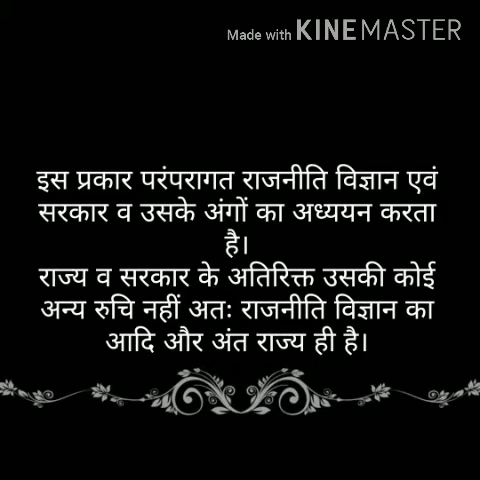 Made with KINEMASTER
इस प्रकार परंपरागत राजनीति विज्ञान एवं
सरकार व उसके अंगों का अध्ययन करता
है।
राज्य व सरकार के अतिरिक्त उसकी कोई
अन्य रुचि नहीं अतः राजनीति विज्ञान का
आदि और अंत राज्य ही है।